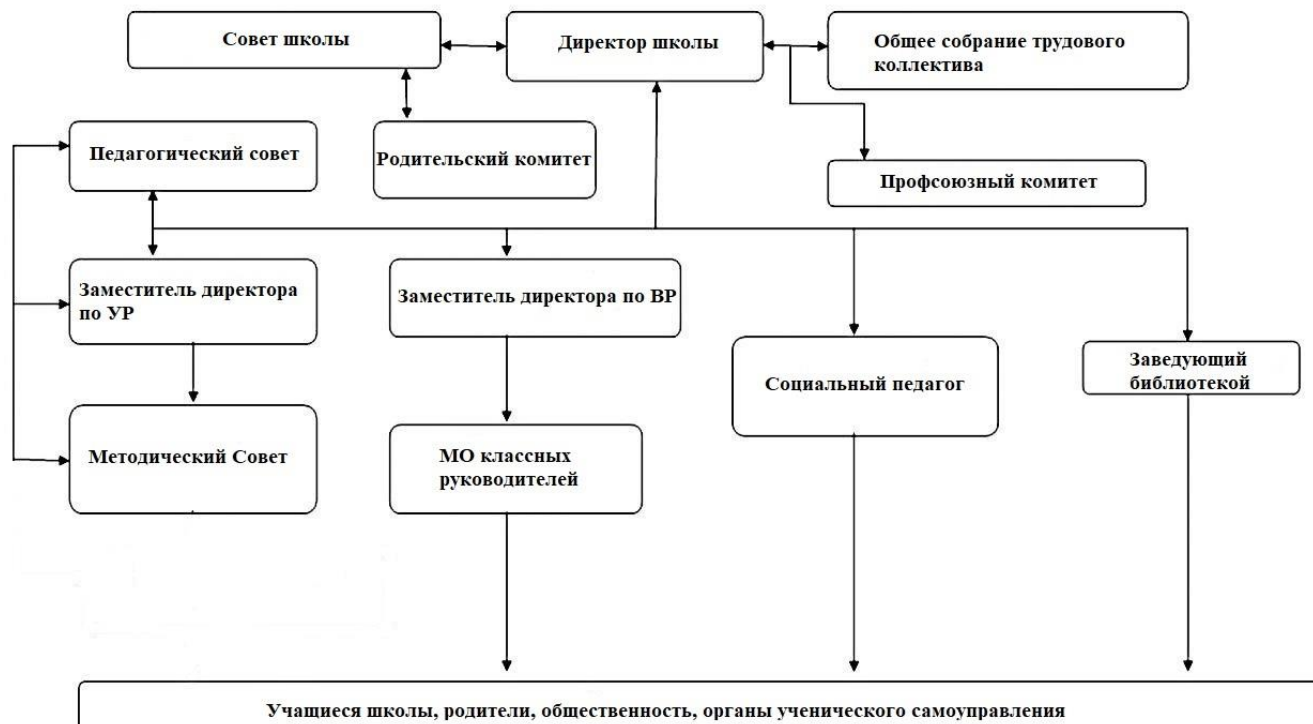 Совет школы
Директор школы
Общее собрание трудового
коллектива
Педагогический совет
Родительский комитет
Профсоюзный комитет
Заместитель директора
по УР
Заместитель директора по ВР
Социальный педагог
Заведующий
библиотекой
Методический Совет
МО классных
руководителей
Учащиеся школы, родители, общественность, органы ученического самоуправления